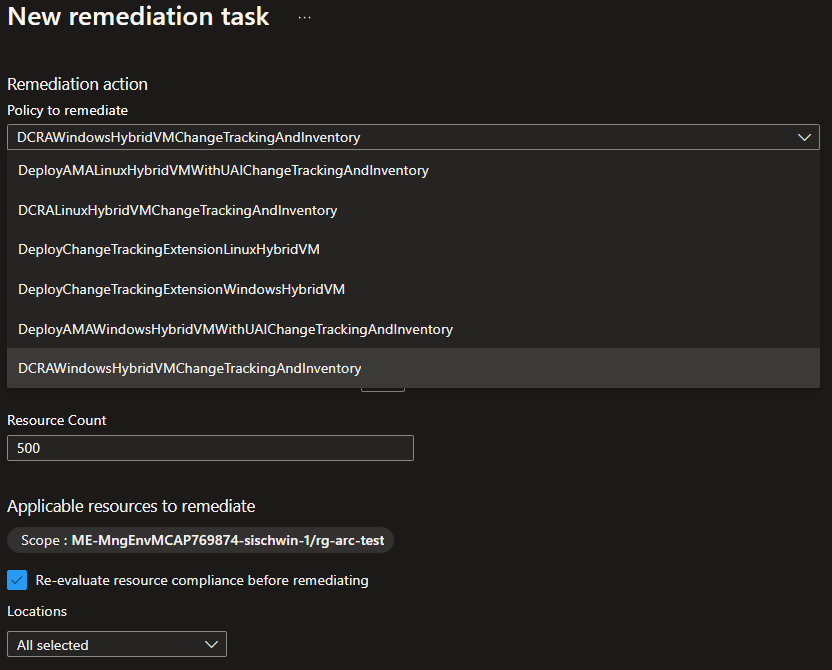 New remediation task ...
Remediation action
Policy to remediate
DCRAWindowsHybridVMChangeTrackingAndInventory
DeployAMALinuxHybridVMWithUAIChangeTrackingAndInventory
DCRALinuxHybridVMChangeTrackingAndInventory
DeployChangeTrackingExtensionLinuxHybridVM
DeployChangeTrackingExtensionWindowsHybridVM
DeployAMAWindowsHybridVMWithUAIChangeTrackingAndInventory
DCRAWindowsHybridVMChangeTrackingAndInventory
Resource Count
500
Applicable resources to remediate
Scope : ME-MngEnvMCAP769874-sischwin-1/rg-arc-test
Re-evaluate resource compliance before remediating
Locations
All selected